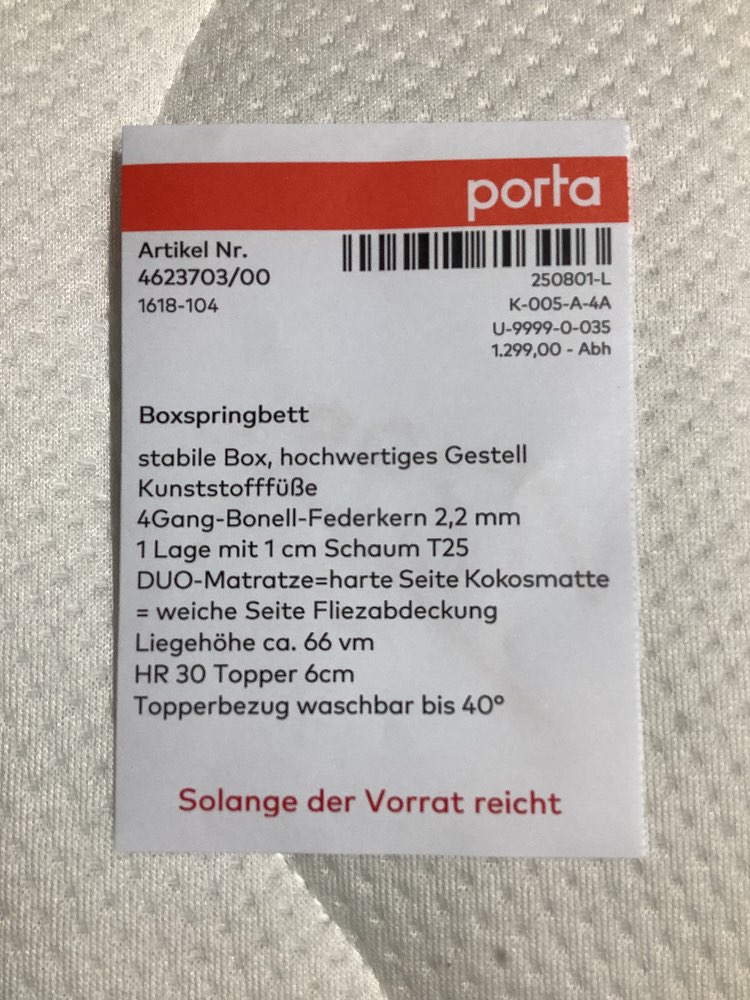 porta
Artikel Nr.
4623703/00
1618-104
250801-L
K-005-A-4A
U-9999-0-035
1.299,00 - Abh
Boxspringbett
stabile Box, hochwertiges Gestell
Kunststofffüße
4Gang-Bonell-Federkern 2,2 mm
1 Lage mit 1 cm Schaum T25
DUO-Matratze=harte Seite Kokosmatte
= weiche Seite Fliezabdeckung
Liegehöhe ca. 66 vm
HR 30 Topper 6cm
Topperbezug waschbar bis 40°
Solange der Vorrat reicht